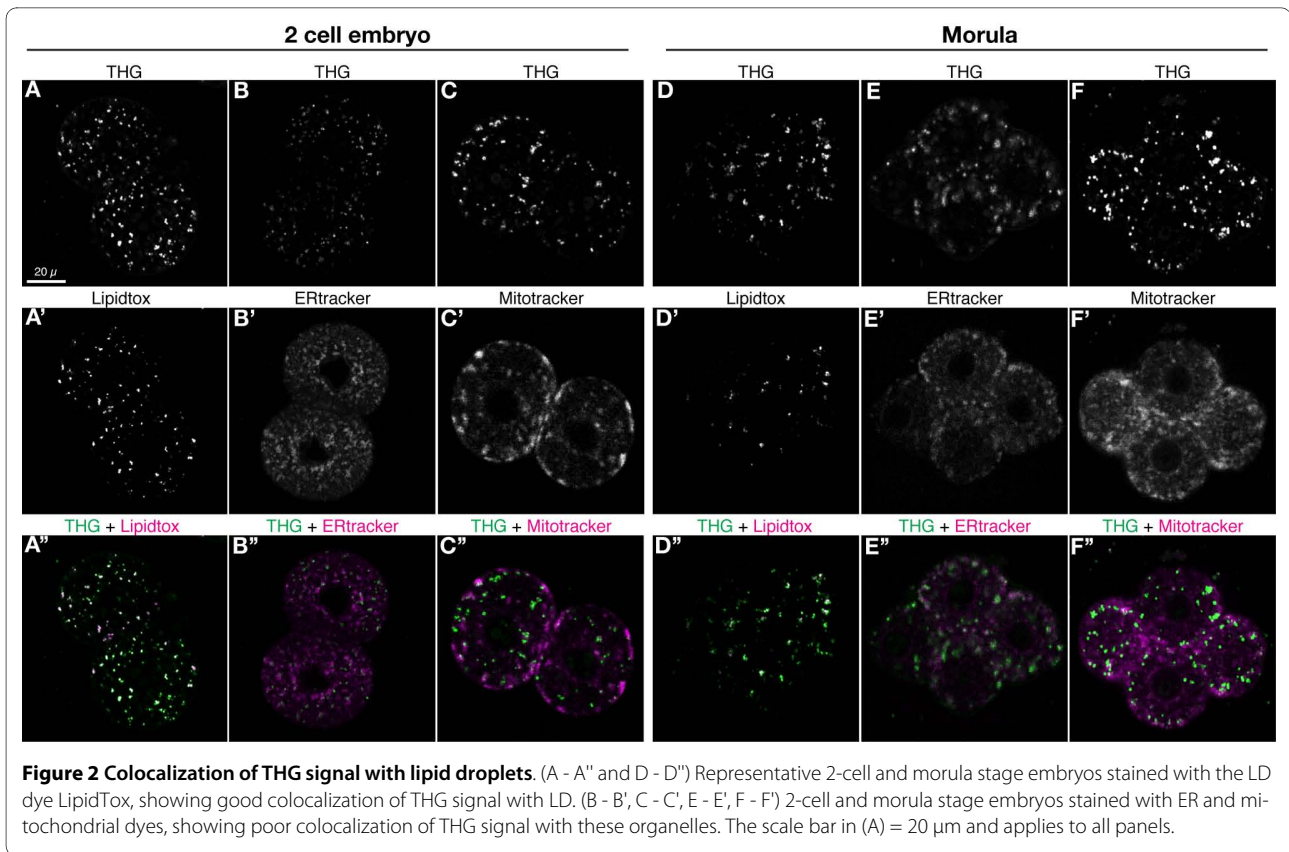 2 cell embryo Morula
THG THG THG THG THG THG
A B C D E F
20 µ
Lipidtox ERtracker Mitotracker Lipidtox ERtracker Mitotracker
A' B' C' D' E' F'
THG + Lipidtox THG + ERtracker THG + Mitotracker THG + Lipidtox THG + ERtracker THG + Mitotracker
A" B" C" D" E" F"
Figure 2 Colocalization of THG signal with lipid droplets. (A - A" and D - D") Representative 2-cell and morula stage embryos stained with the LD
dye LipidTox, showing good colocalization of THG signal with LD. (B - B', C - C', E - E', F - F') 2-cell and morula stage embryos stained with ER and mi-
tochondrial dyes, showing poor colocalization of THG signal with these organelles. The scale bar in (A) = 20 μm and applies to all panels.